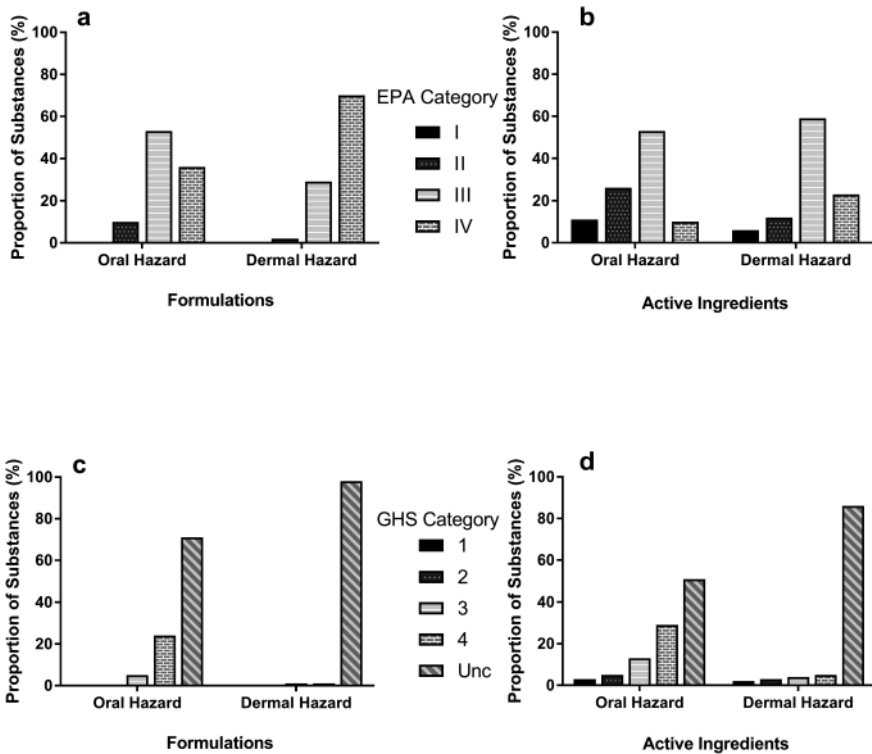 a
Proportion of Substances (%)
100
80
60
40
20
0
Oral Hazard Dermal Hazard
Formulations
EPA Category
I
II
III
IV
b
Proportion of Substances (%)
100
80
60
40
20
0
Oral Hazard Dermal Hazard
Active Ingredients
c
Proportion of Substances (%)
100
80
60
40
20
0
Oral Hazard Dermal Hazard
Formulations
GHS Category
1
2
3
4
Unc
d
Proportion of Substances (%)
100
80
60
40
20
0
Oral Hazard Dermal Hazard
Active Ingredients